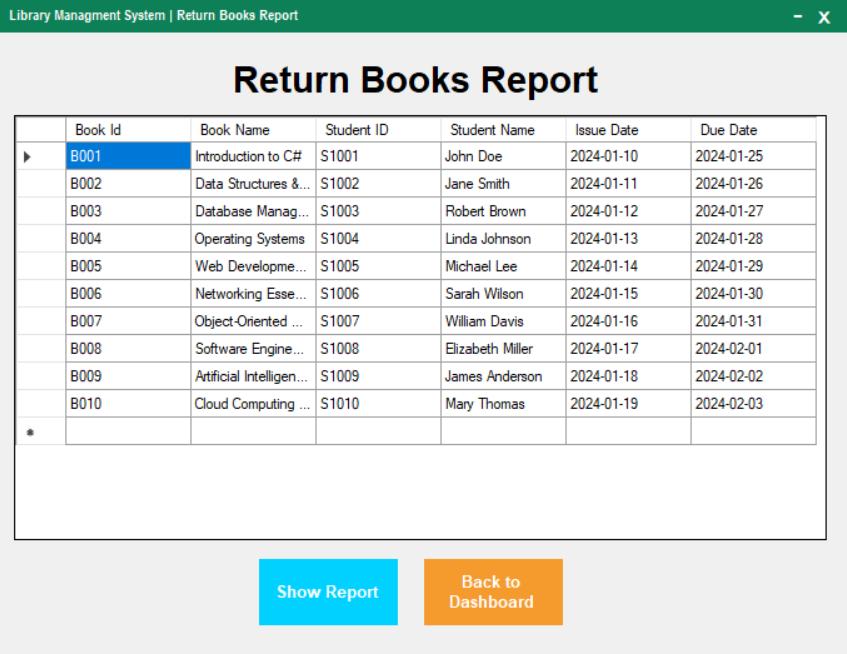 Library Managment System | Return Books Report
Return Books Report
Book Id Book Name Student ID Student Name Issue Date Due Date
B001 Introduction to C# S1001 John Doe 2024-01-10 2024-01-25
B002 Data Structures &... S1002 Jane Smith 2024-01-11 2024-01-26
B003 Database Manag... S1003 Robert Brown 2024-01-12 2024-01-27
B004 Operating Systems S1004 Linda Johnson 2024-01-13 2024-01-28
B005 Web Developme... S1005 Michael Lee 2024-01-14 2024-01-29
B006 Networking Esse... S1006 Sarah Wilson 2024-01-15 2024-01-30
B007 Object-Oriented ... S1007 William Davis 2024-01-16 2024-01-31
B008 Software Engine... S1008 Elizabeth Miller 2024-01-17 2024-02-01
B009 Artificial Intelligen... S1009 James Anderson 2024-01-18 2024-02-02
B010 Cloud Computing ... S1010 Mary Thomas 2024-01-19 2024-02-03
Show Report
Back to
Dashboard